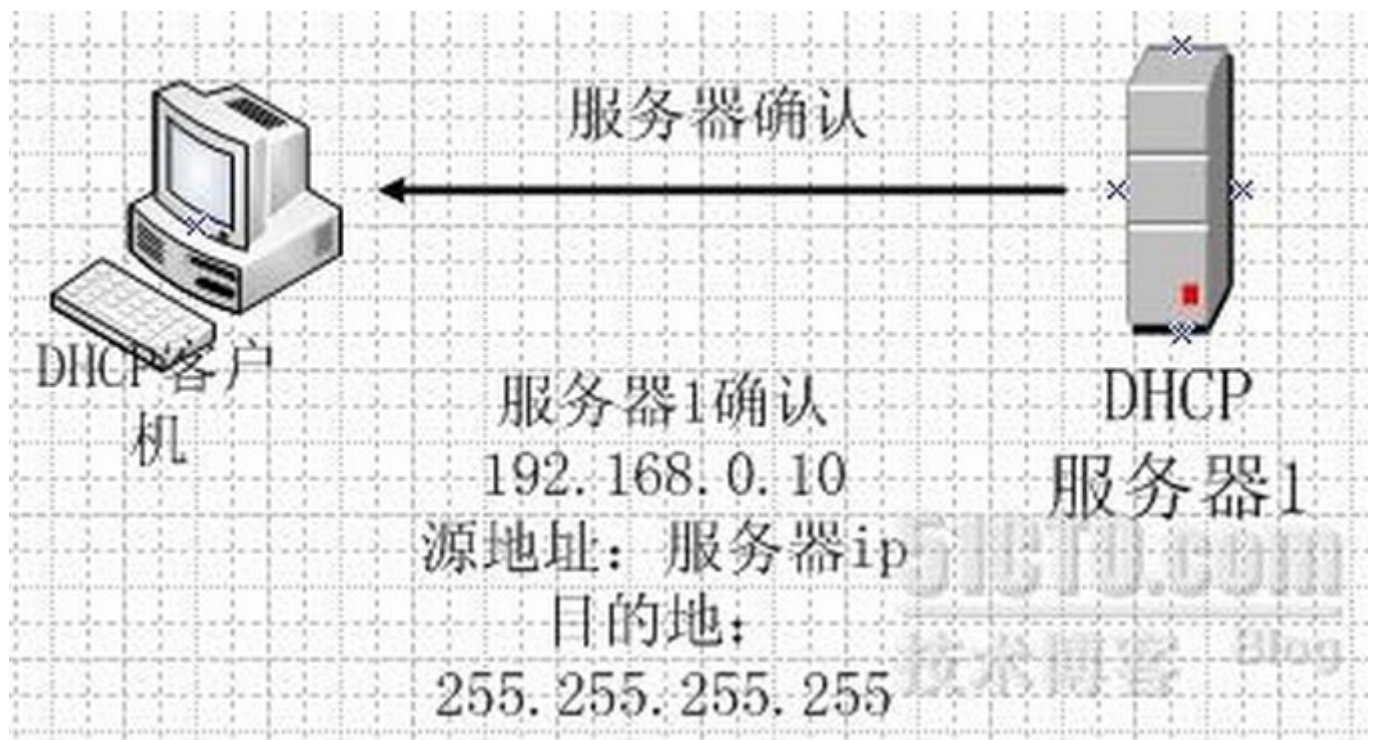 服务器确认
DHCP客户
机
服务器1确认
192.168.0.10
源地址：服务器ip
目的地：
255.255.255.255
DHCP
服务器1
51CTO.com
技术博客 Blog